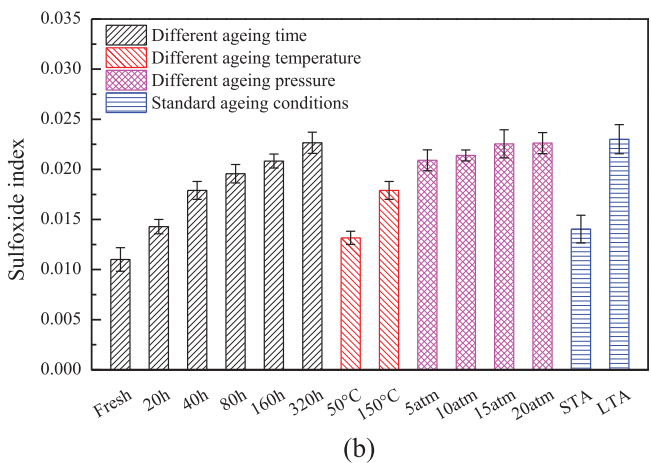 0.035
0.030
0.025
0.020
0.015
0.010
0.005
0.000
Sulfoxide index
Different ageing time
Different ageing temperature
Different ageing pressure
Standard ageing conditions
Fresh
20h
40h
80h
160h
320h
50°C
150°C
5atm
10atm
15atm
20atm
STA
LTA
(b)